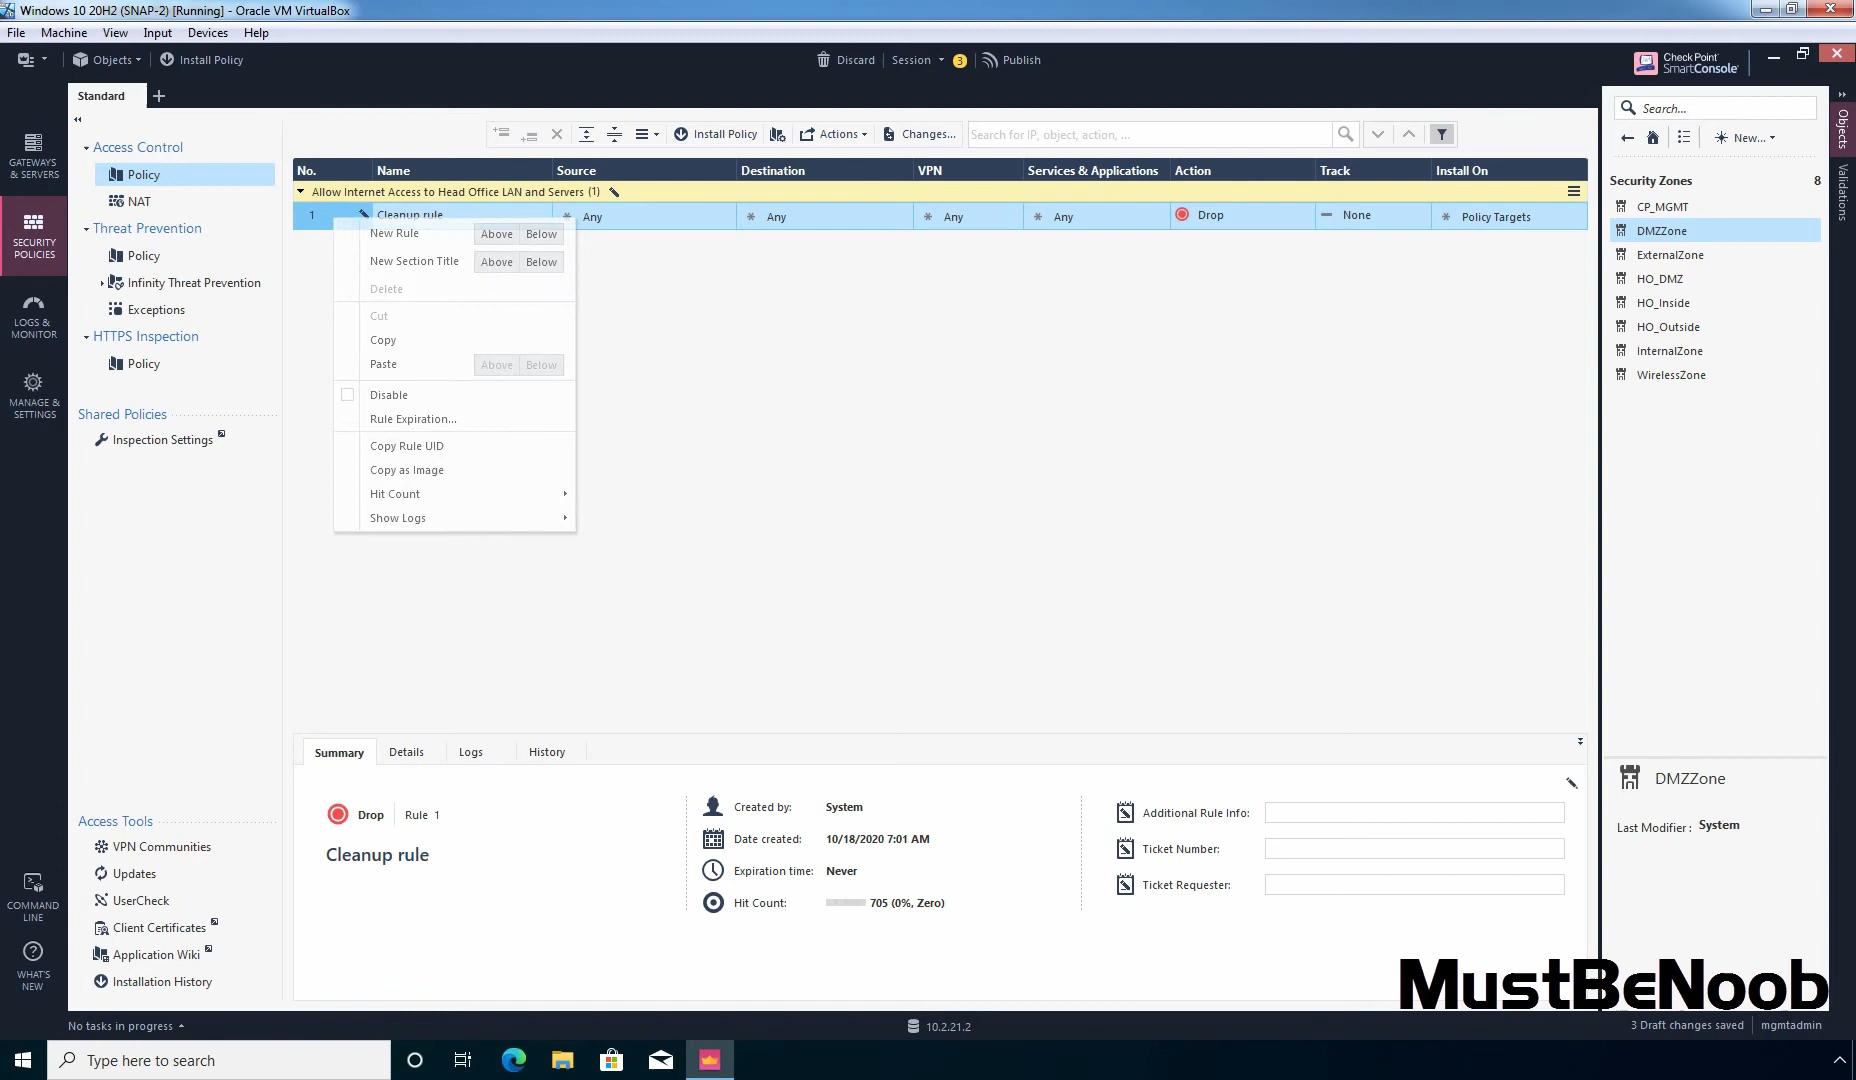 Windows 10 20H2 (SNAP-2) [Running] - Oracle VM VirtualBox
File Machine View Input Devices Help
Objects Install Policy Discard Session 3 Publish Check Point SmartConsole
Standard
Search...
Install Policy Actions Changes... Search for IP, object, action, ...
New...
GATEWAYS & SERVERS
SECURITY POLICIES
LOGS & MONITOR
MANAGE & SETTINGS
COMMAND LINE
WHAT'S NEW
Access Control
Policy
NAT
Threat Prevention
Policy
Infinity Threat Prevention
Exceptions
HTTPS Inspection
Policy
Shared Policies
Inspection Settings
Access Tools
VPN Communities
Updates
UserCheck
Client Certificates
Application Wiki
Installation History
No. Name Source Destination VPN Services & Applications Action Track Install On
Allow Internet Access to Head Office LAN and Servers (1)
1 Cleanup rule * Any * Any * Any * Any Drop None * Policy Targets
New Rule Above Below
New Section Title Above Below
Delete
Cut
Copy
Paste Above Below
Disable
Rule Expiration...
Copy Rule UID
Copy as Image
Hit Count
Show Logs
Summary Details Logs History
Drop Rule 1
Cleanup rule
Created by: System
Date created: 10/18/2020 7:01 AM
Expiration time: Never
Hit Count: 705 (0%, Zero)
Additional Rule Info:
Ticket Number:
Ticket Requester:
Security Zones 8
CP_MGMT
DMZZone
ExternalZone
HO_DMZ
HO_Inside
HO_Outside
InternalZone
WirelessZone
DMZZone
Last Modifier : System
Objects
Validations
MustBeNoob
No tasks in progress 10.2.21.2 3 Draft changes saved mgmtadmin
Type here to search